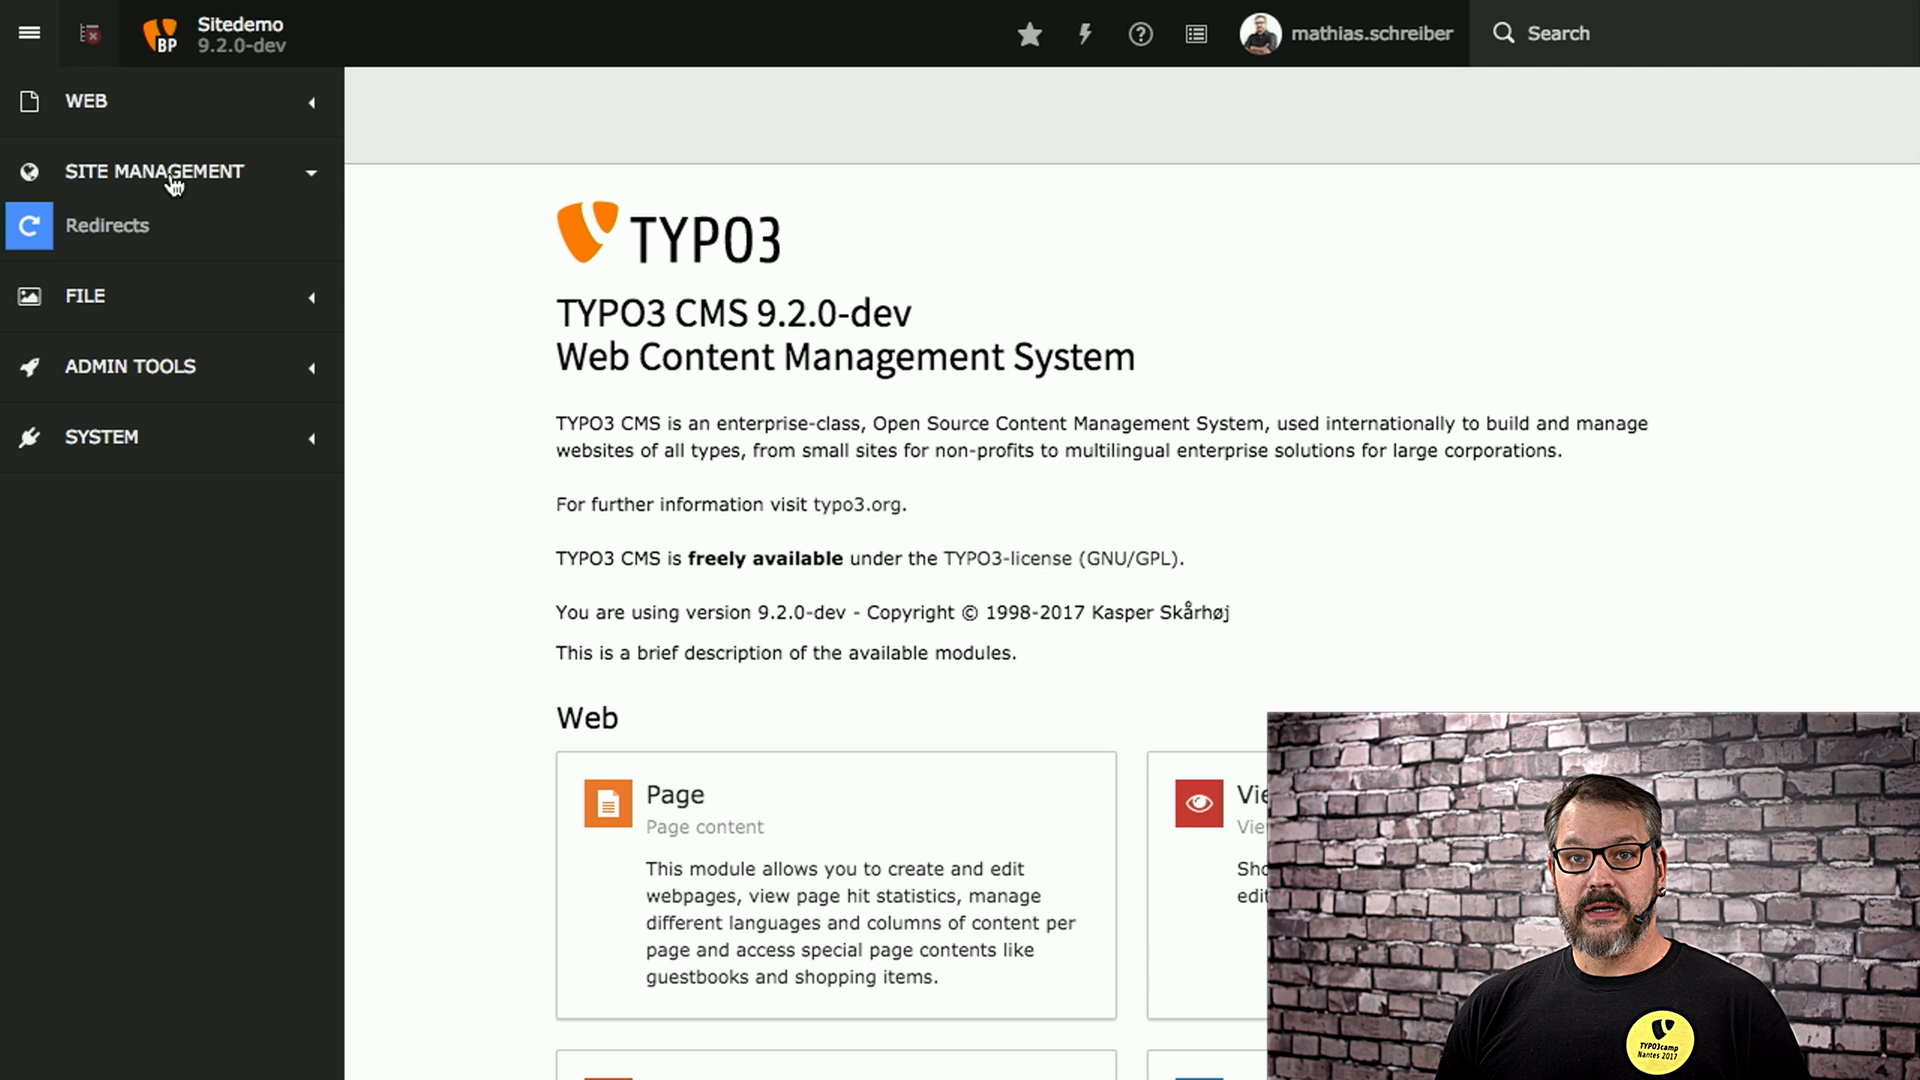 Sitedemo
9.2.0-dev
BP
mathias.schreiber
Search
WEB
SITE MANAGEMENT
Redirects
FILE
ADMIN TOOLS
SYSTEM
TYPO3
TYPO3 CMS 9.2.0-dev
Web Content Management System
TYPO3 CMS is an enterprise-class, Open Source Content Management System, used internationally to build and manage
websites of all types, from small sites for non-profits to multilingual enterprise solutions for large corporations.
For further information visit typo3.org.
TYPO3 CMS is freely available under the TYPO3-license (GNU/GPL).
You are using version 9.2.0-dev - Copyright © 1998-2017 Kasper Skårhøj
This is a brief description of the available modules.
Web
Page
Page content
This module allows you to create and edit
webpages, view page hit statistics, manage
different languages and columns of content per
page and access special page contents like
guestbooks and shopping items.
Vie
Vie
Sho
edit
TYPO3camp
Nantes 2017